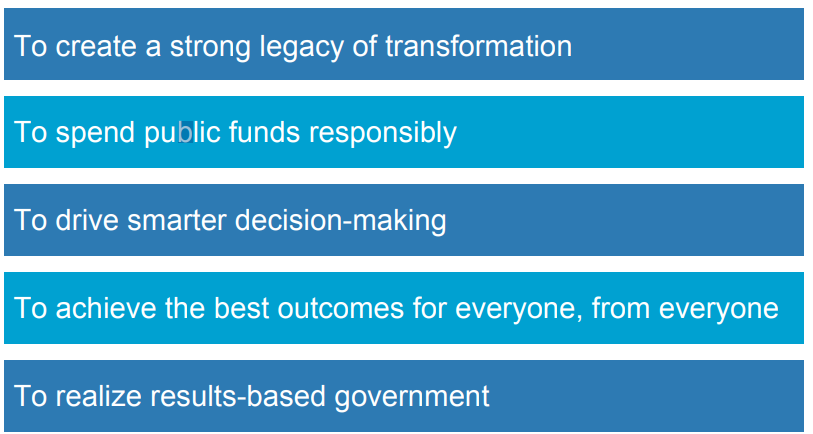 To create a strong legacy of transformation
To spend public funds responsibly
To drive smarter decision-making
To achieve the best outcomes for everyone, from everyone
To realize results-based government